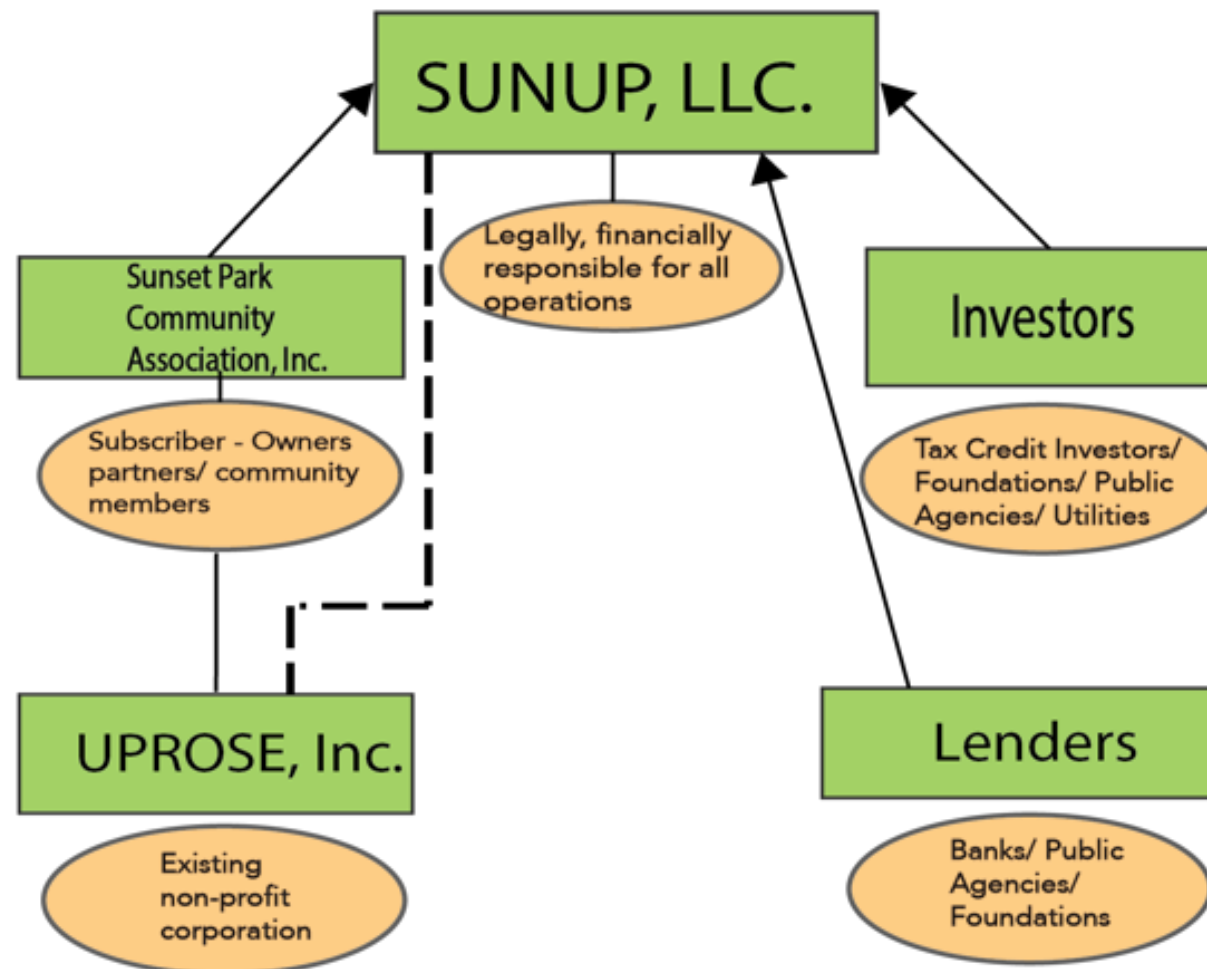 SUNUP, LLC.
Legally, financially
responsible for all
operations
Sunset Park
Community
Association, Inc.
Investors
Subscriber - Owners
partners/ community
members
Tax Credit Investors/
Foundations/ Public
Agencies/ Utilities
UPROSE, Inc.
Lenders
Existing
non-profit
corporation
Banks/ Public
Agencies/
Foundations